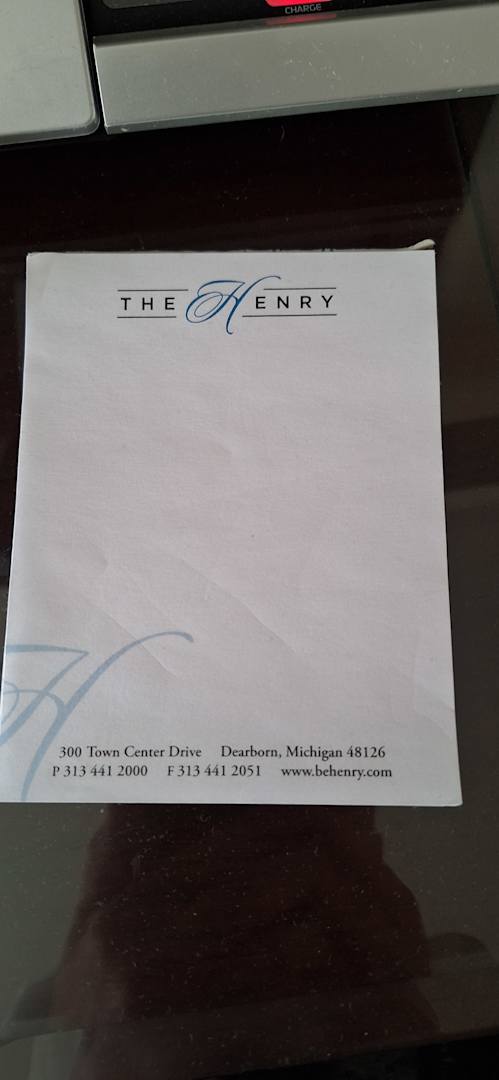 CHARGE
THE HENRY
300 Town Center Drive Dearborn, Michigan 48126
P 313 441 2000 F 313 441 2051 www.behenry.com